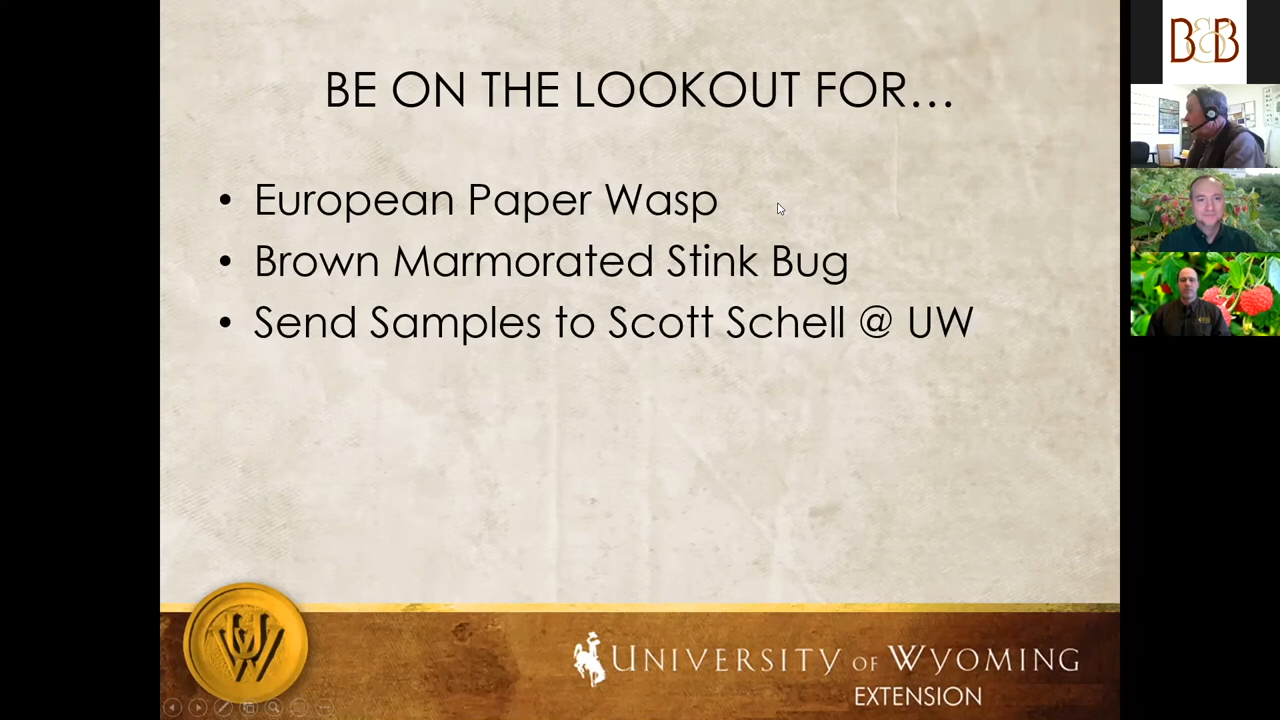 BE ON THE LOOKOUT FOR...
• European Paper Wasp
• Brown Marmorated Stink Bug
• Send Samples to Scott Schell @ UW
UNIVERSITY OF WYOMING
EXTENSION
B&B
UW